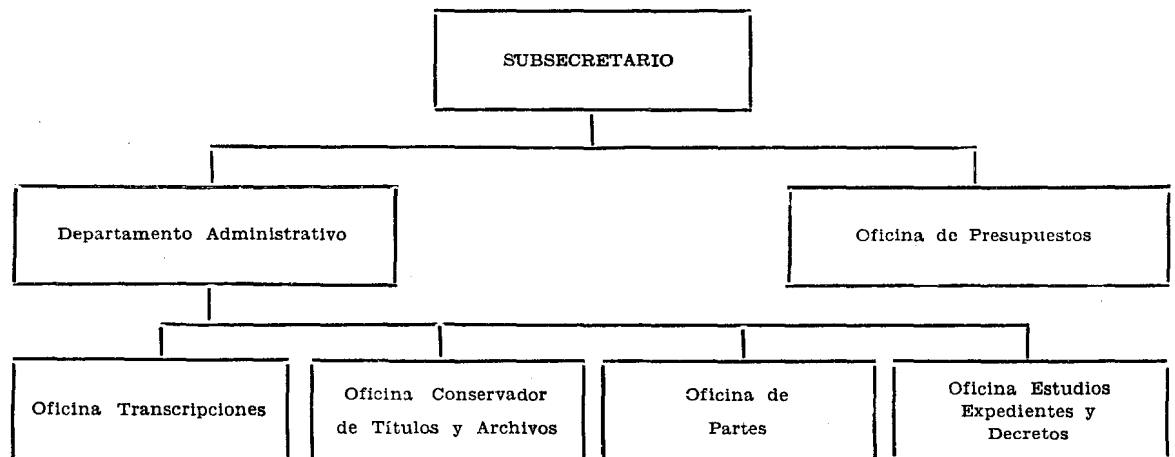 SUBSECRETARIO
Departamento Administrativo
Oficina de Presupuestos
Oficina Transcripciones
Oficina Conservador
de Títulos y Archivos
Oficina de
Partes
Oficina Estudios
Expedientes y
Decretos